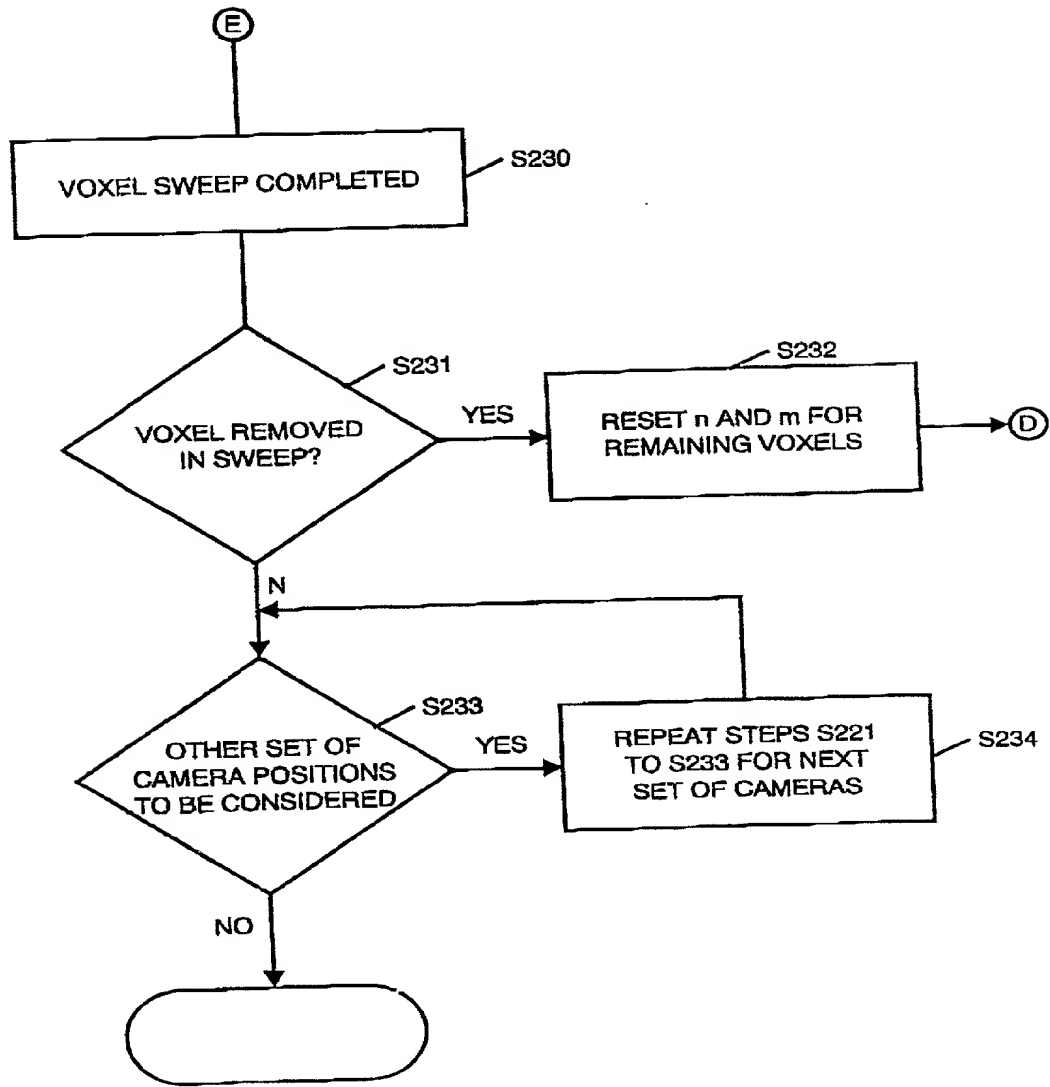 E
VOXEL SWEEP COMPLETED
S230
S231
VOXEL REMOVED
IN SWEEP?
YES
S232
RESET n AND m FOR
REMAINING VOXELS
D
N
S233
OTHER SET OF
CAMERA POSITIONS
TO BE CONSIDERED
YES
REPEAT STEPS S221
TO S233 FOR NEXT
SET OF CAMERAS
S234
NO